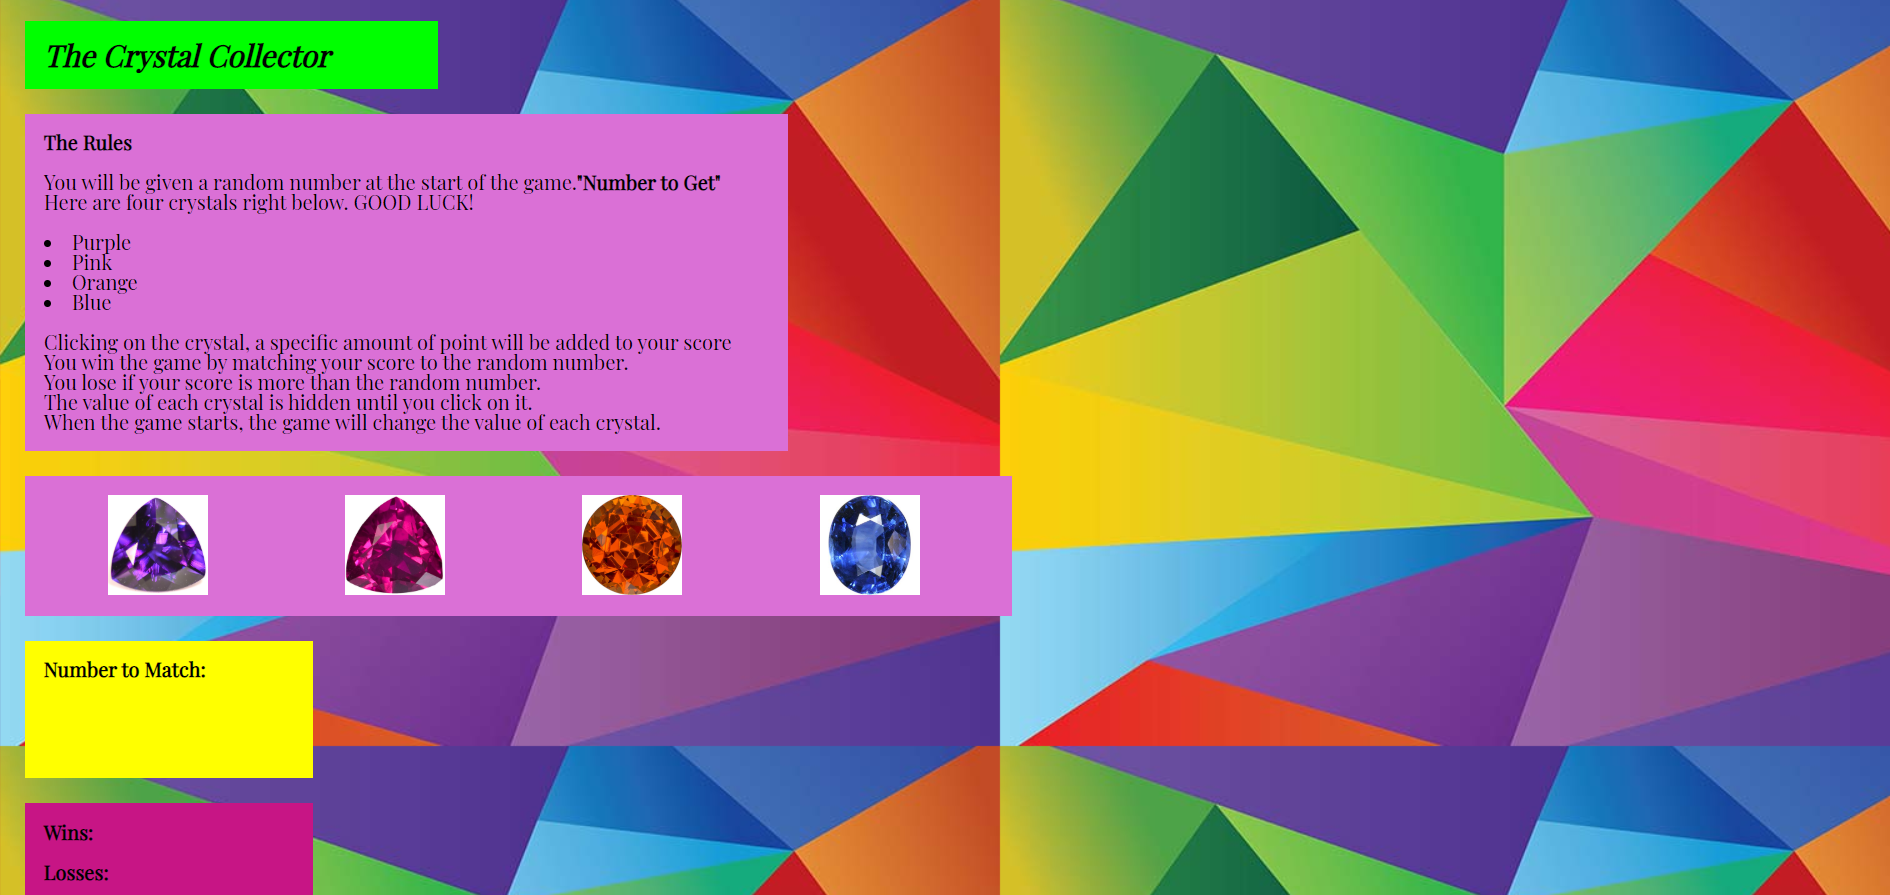 The Crystal Collector
The Rules
You will be given a random number at the start of the game."Number to Get"
Here are four crystals right below. GOOD LUCK!
Purple
Pink
Orange
Blue
Clicking on the crystal, a specific amount of point will be added to your score
You win the game by matching your score to the random number.
You lose if your score is more than the random number.
The value of each crystal is hidden until you click on it.
When the game starts, the game will change the value of each crystal.
Number to Match:
Wins:
Losses: